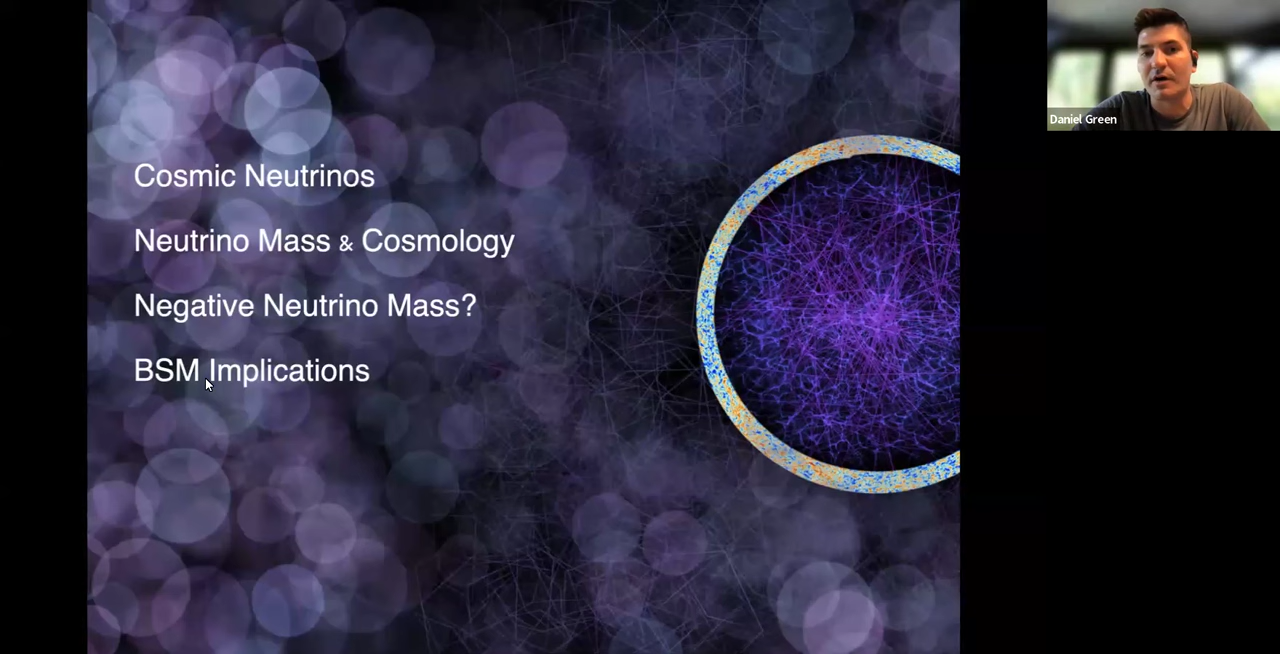 Cosmic Neutrinos
Neutrino Mass & Cosmology
Negative Neutrino Mass?
BSM Implications
Daniel Green